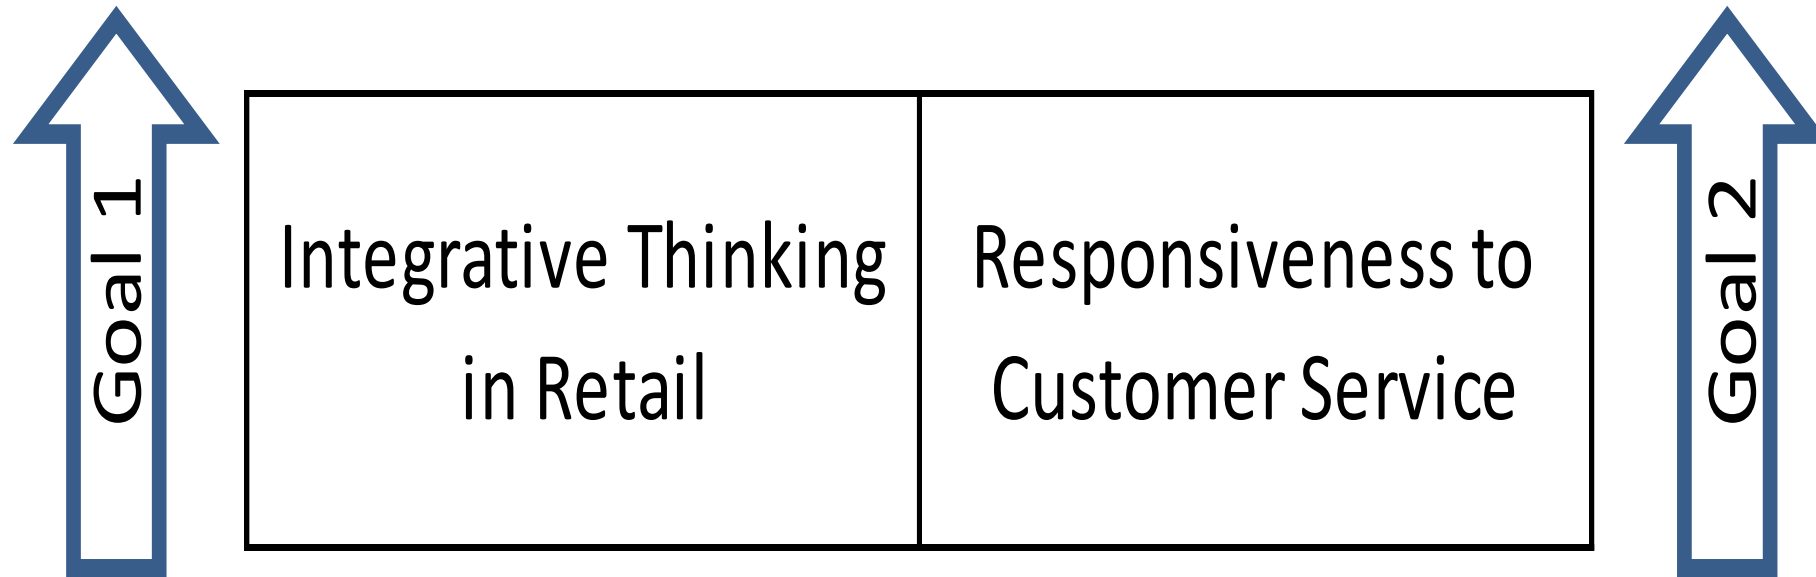 Goal 1
Integrative Thinking
in Retail
Responsiveness to
Customer Service
Goal 2